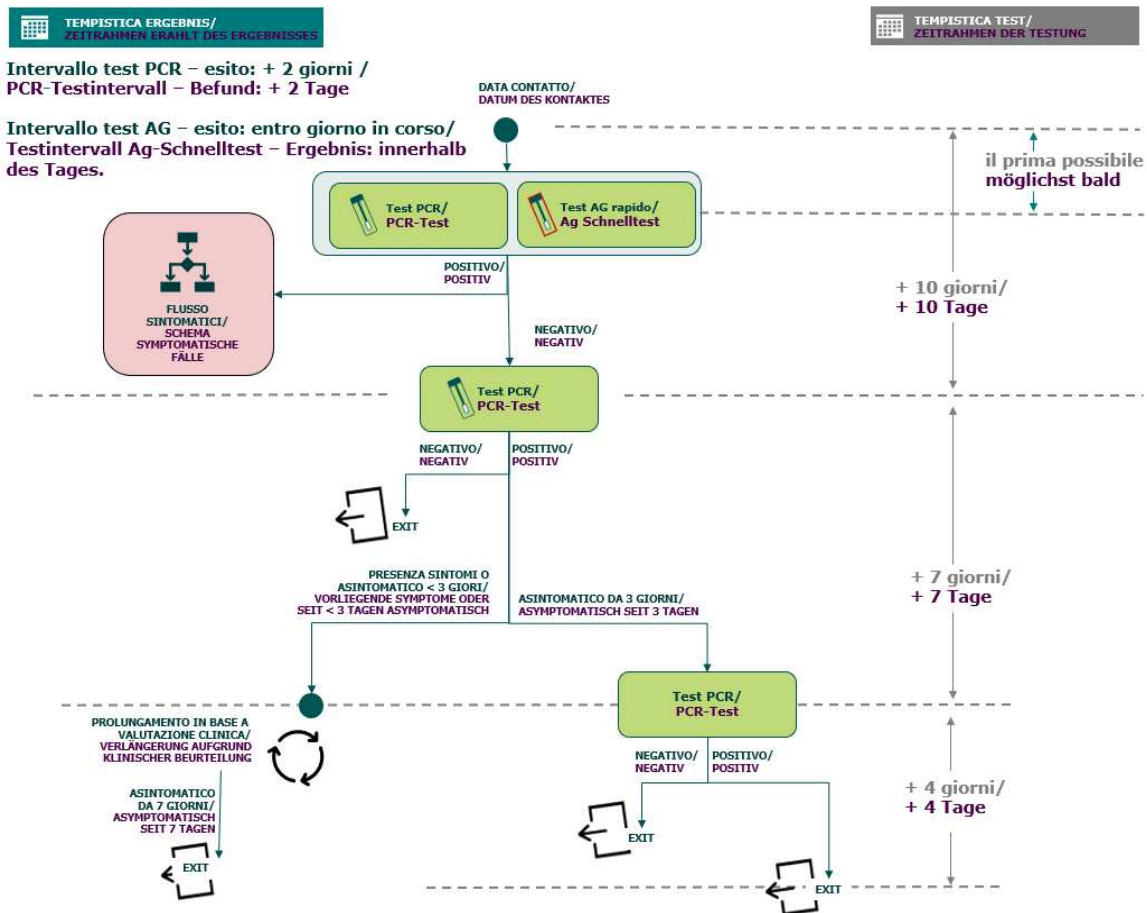 TEMPISTICA ERGEBNIS/
ZEITRAHMEN ERAHLT DES ERGEBNISSES
TEMPISTICA TEST/
ZEITRAHMEN DER TESTUNG
Intervallo test PCR – esito: + 2 giorni /
PCR-Testintervall – Befund: + 2 Tage
Intervallo test AG – esito: entro giorno in corso/
Testintervall Ag-Schnelltest – Ergebnis: innerhalb
des Tages.
DATA CONTATTO/
DATUM DES KONTAKTES
il prima possibile
möglichst bald
Test PCR/
PCR-Test
Test AG rapido/
Ag Schnelltest
POSITIVO/
POSITIV
FLUSSO
SINTOMATICI/
SCHEMA
SYMPTOMATISCHE
FÄLLE
+ 10 giorni/
+ 10 Tage
NEGATIVO/
NEGATIV
Test PCR/
PCR-Test
NEGATIVO/
NEGATIV
POSITIVO/
POSITIV
EXIT
PRESENZA SINTOMI O
ASINTOMATICO < 3 GIORI/
VORLIEGENDE SYMPTOME ODER
SEIT < 3 TAGEN ASYMPTOMATISCH
ASINTOMATICO DA 3 GIORNI/
ASYMPTOMATISCH SEIT 3 TAGEN
+ 7 giorni/
+ 7 Tage
Test PCR/
PCR-Test
PROLUNGAMENTO IN BASE A
VALUTAZIONE CLINICA/
VERLÄNGERUNG AUFGRUND
KLINISCHER BEURTEILUNG
NEGATIVO/
NEGATIV
POSITIVO/
POSITIV
+ 4 giorni/
+ 4 Tage
ASINTOMATICO
DA 7 GIORNI/
ASYMPTOMATISCH
SEIT 7 TAGEN
EXIT
EXIT
EXIT